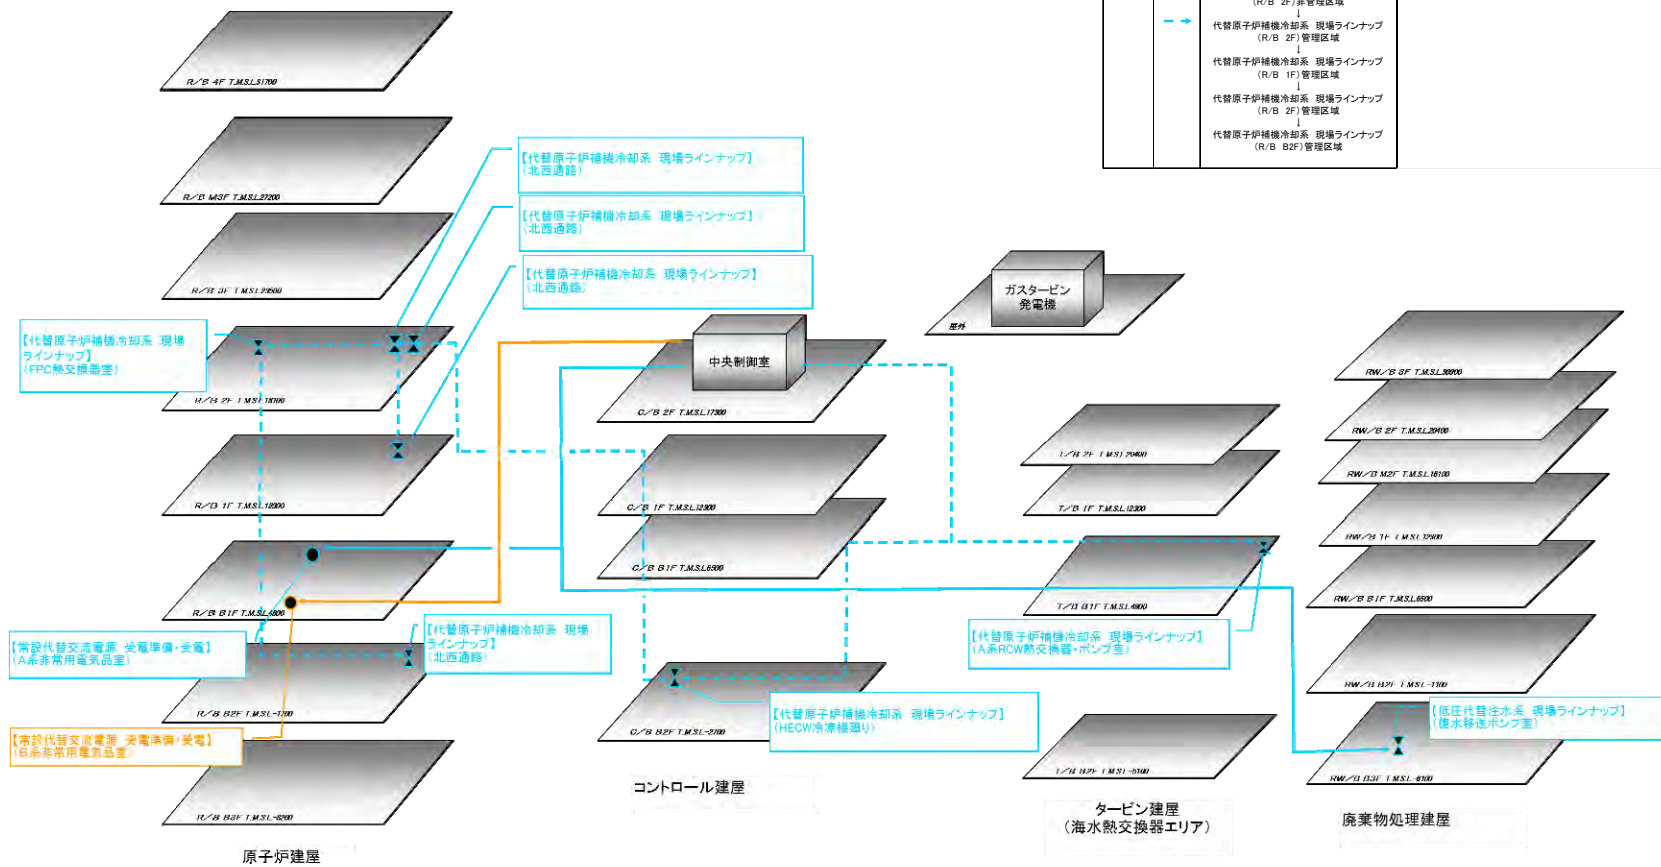 (R/B 2F)非管理区域
↓
代替原子炉補機冷却系 現場ラインナップ
(R/B 2F)管理区域
↓
代替原子炉補機冷却系 現場ラインナップ
(R/B 1F)管理区域
↓
代替原子炉補機冷却系 現場ラインナップ
(R/B 2F)管理区域
↓
代替原子炉補機冷却系 現場ラインナップ
(R/B B2F)管理区域
R/B 4F T.M.S.L.31700
R/B M3F T.M.S.L.27200
R/B 3F T.M.S.L.23500
R/B 2F T.M.S.L.18100
R/B 1F T.M.S.L.12300
R/B B1F T.M.S.L.4800
R/B B2F T.M.S.L.-1700
R/B B3F T.M.S.L.-8200
原子炉建屋
【代替原子炉補機冷却系 現場ラインナップ】
(北西通路)
【代替原子炉補機冷却系 現場ラインナップ】
(北西通路)
【代替原子炉補機冷却系 現場ラインナップ】
(北西通路)
【代替原子炉補機冷却系 現場
ラインナップ】
(FPC熱交換器室)
【常設代替交流電源 受電準備・受電】
(A系非常用電気品室)
【代替原子炉補機冷却系 現場
ラインナップ】
(北西通路)
【常設代替交流電源 受電準備・受電】
(B系非常用電気品室)
中央制御室
C/B 2F T.M.S.L.17300
C/B 1F T.M.S.L.12300
C/B B1F T.M.S.L.6500
C/B B2F T.M.S.L.-2700
コントロール建屋
【代替原子炉補機冷却系 現場ラインナップ】
(HECW冷凍機廻り)
ガスタービン
発電機
屋外
T/B 2F T.M.S.L.20400
T/B 1F T.M.S.L.12300
T/B B1F T.M.S.L.4900
【代替原子炉補機冷却系 現場ラインナップ】
(A系RCW熱交換器・ポンプ室)
T/B B2F T.M.S.L.-5100
タービン建屋
(海水熱交換器エリア)
RW/B 3F T.M.S.L.30900
RW/B 2F T.M.S.L.20400
RW/B M2F T.M.S.L.16100
RW/B 1F T.M.S.L.12300
RW/B B1F T.M.S.L.6500
RW/B B2F T.M.S.L.-1100
【低圧代替注水系 現場ラインナップ】
(復水移送ポンプ室)
RW/B B3F T.M.S.L.-6100
廃棄物処理建屋